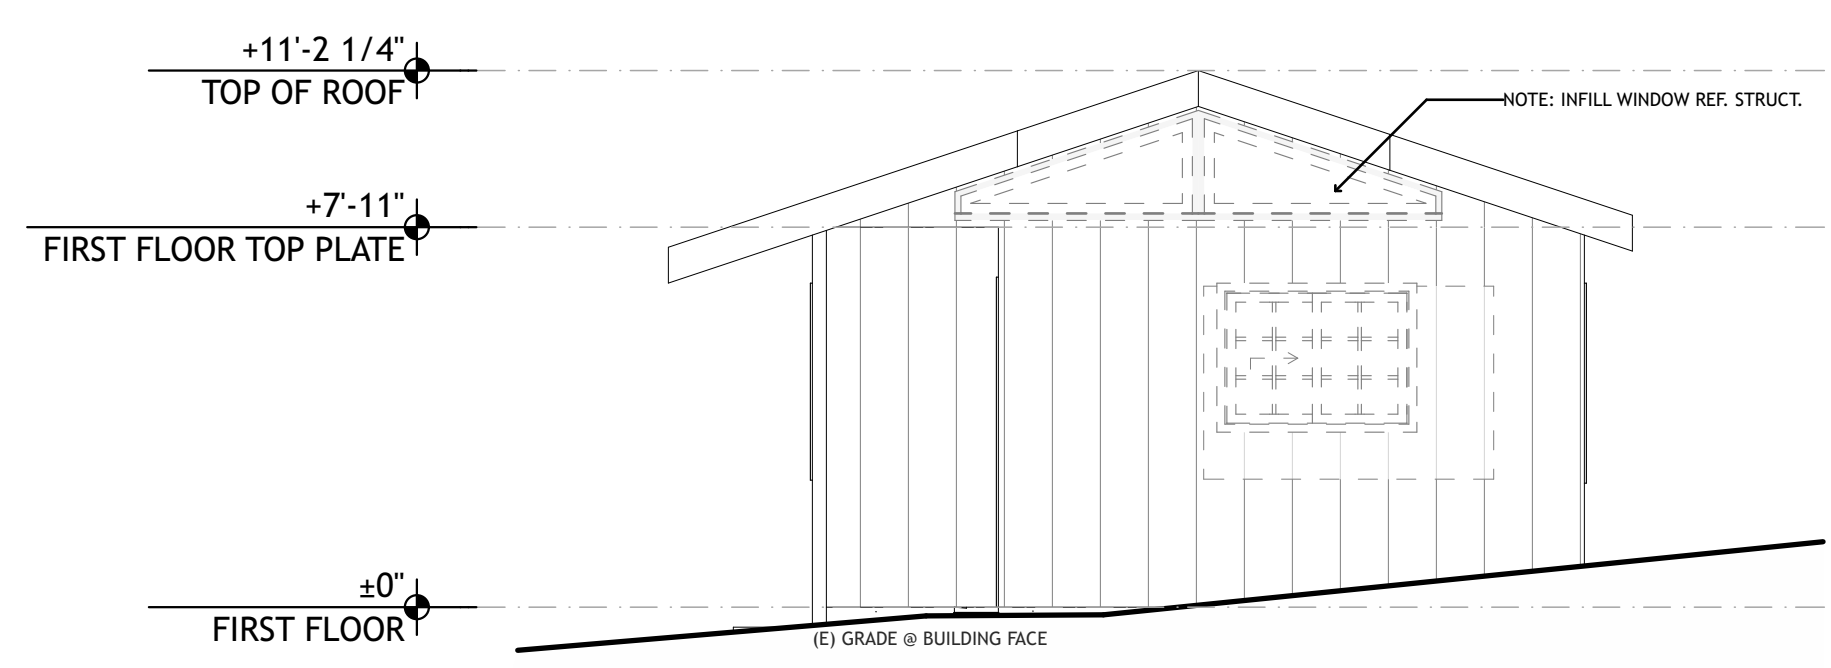 +11'-2 1/4"
TOP OF ROOF
NOTE: INFILL WINDOW REF. STRUCT.
+7'-11"
FIRST FLOOR TOP PLATE
±0"
FIRST FLOOR
(E) GRADE @ BUILDING FACE